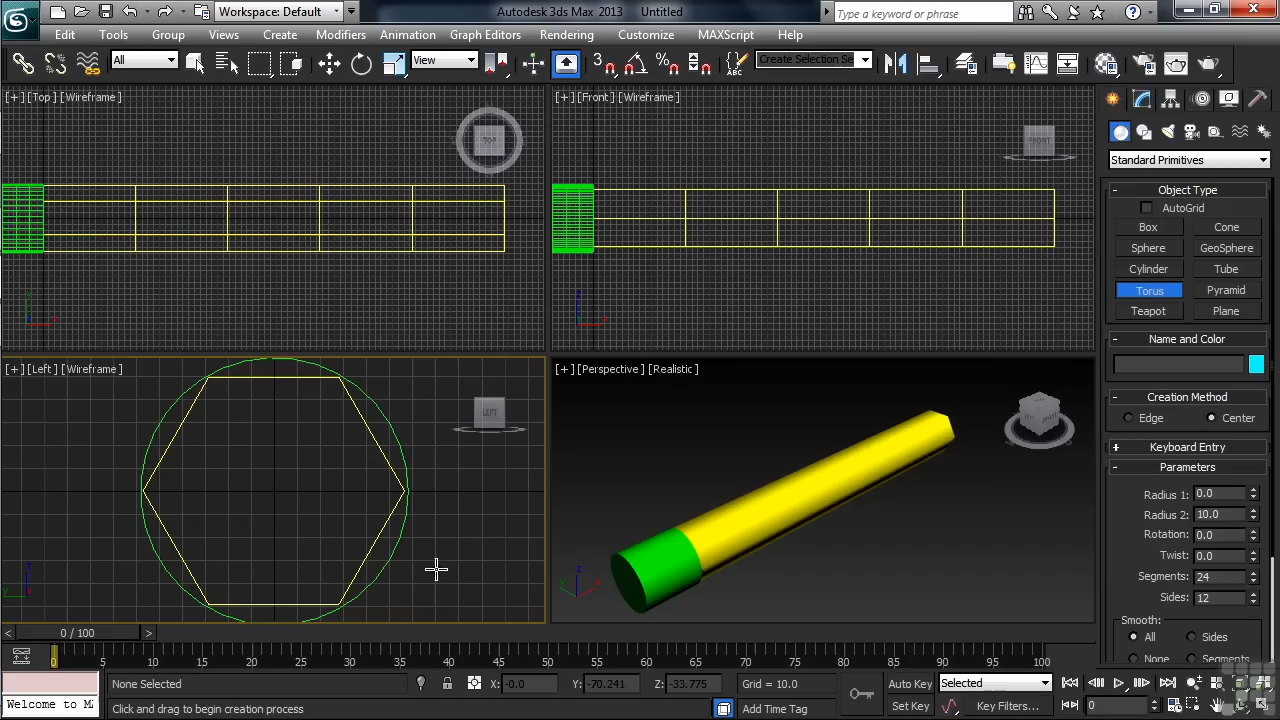 Workspace: Default
Autodesk 3ds Max 2013 Untitled
Type a keyword or phrase
Edit Tools Group Views Create Modifiers Animation Graph Editors Rendering Customize MAXScript Help
All
View
3
Create Selection Se
[+][Top][Wireframe]
TOP
[+][Front][Wireframe]
FRONT
Standard Primitives
Object Type
AutoGrid
Box Cone
Sphere GeoSphere
Cylinder Tube
Torus Pyramid
Teapot Plane
Name and Color
Creation Method
Edge Center
Keyboard Entry
Parameters
Radius 1: 0.0
Radius 2: 10.0
Rotation: 0.0
Twist: 0.0
Segments: 24
Sides: 12
Smooth:
All Sides
None Segments
[+][Left][Wireframe]
LEFT
[+][Perspective][Realistic]
0 / 100
0 5 10 15 20 25 30 35 40 45 50 55 60 65 70 75 80 85 90 95 100
None Selected
X: -0.0 Y: -70.241 Z: -33.775 Grid = 10.0
Auto Key Selected
Welcome to M
Click and drag to begin creation process
Add Time Tag
Set Key Key Filters...
0